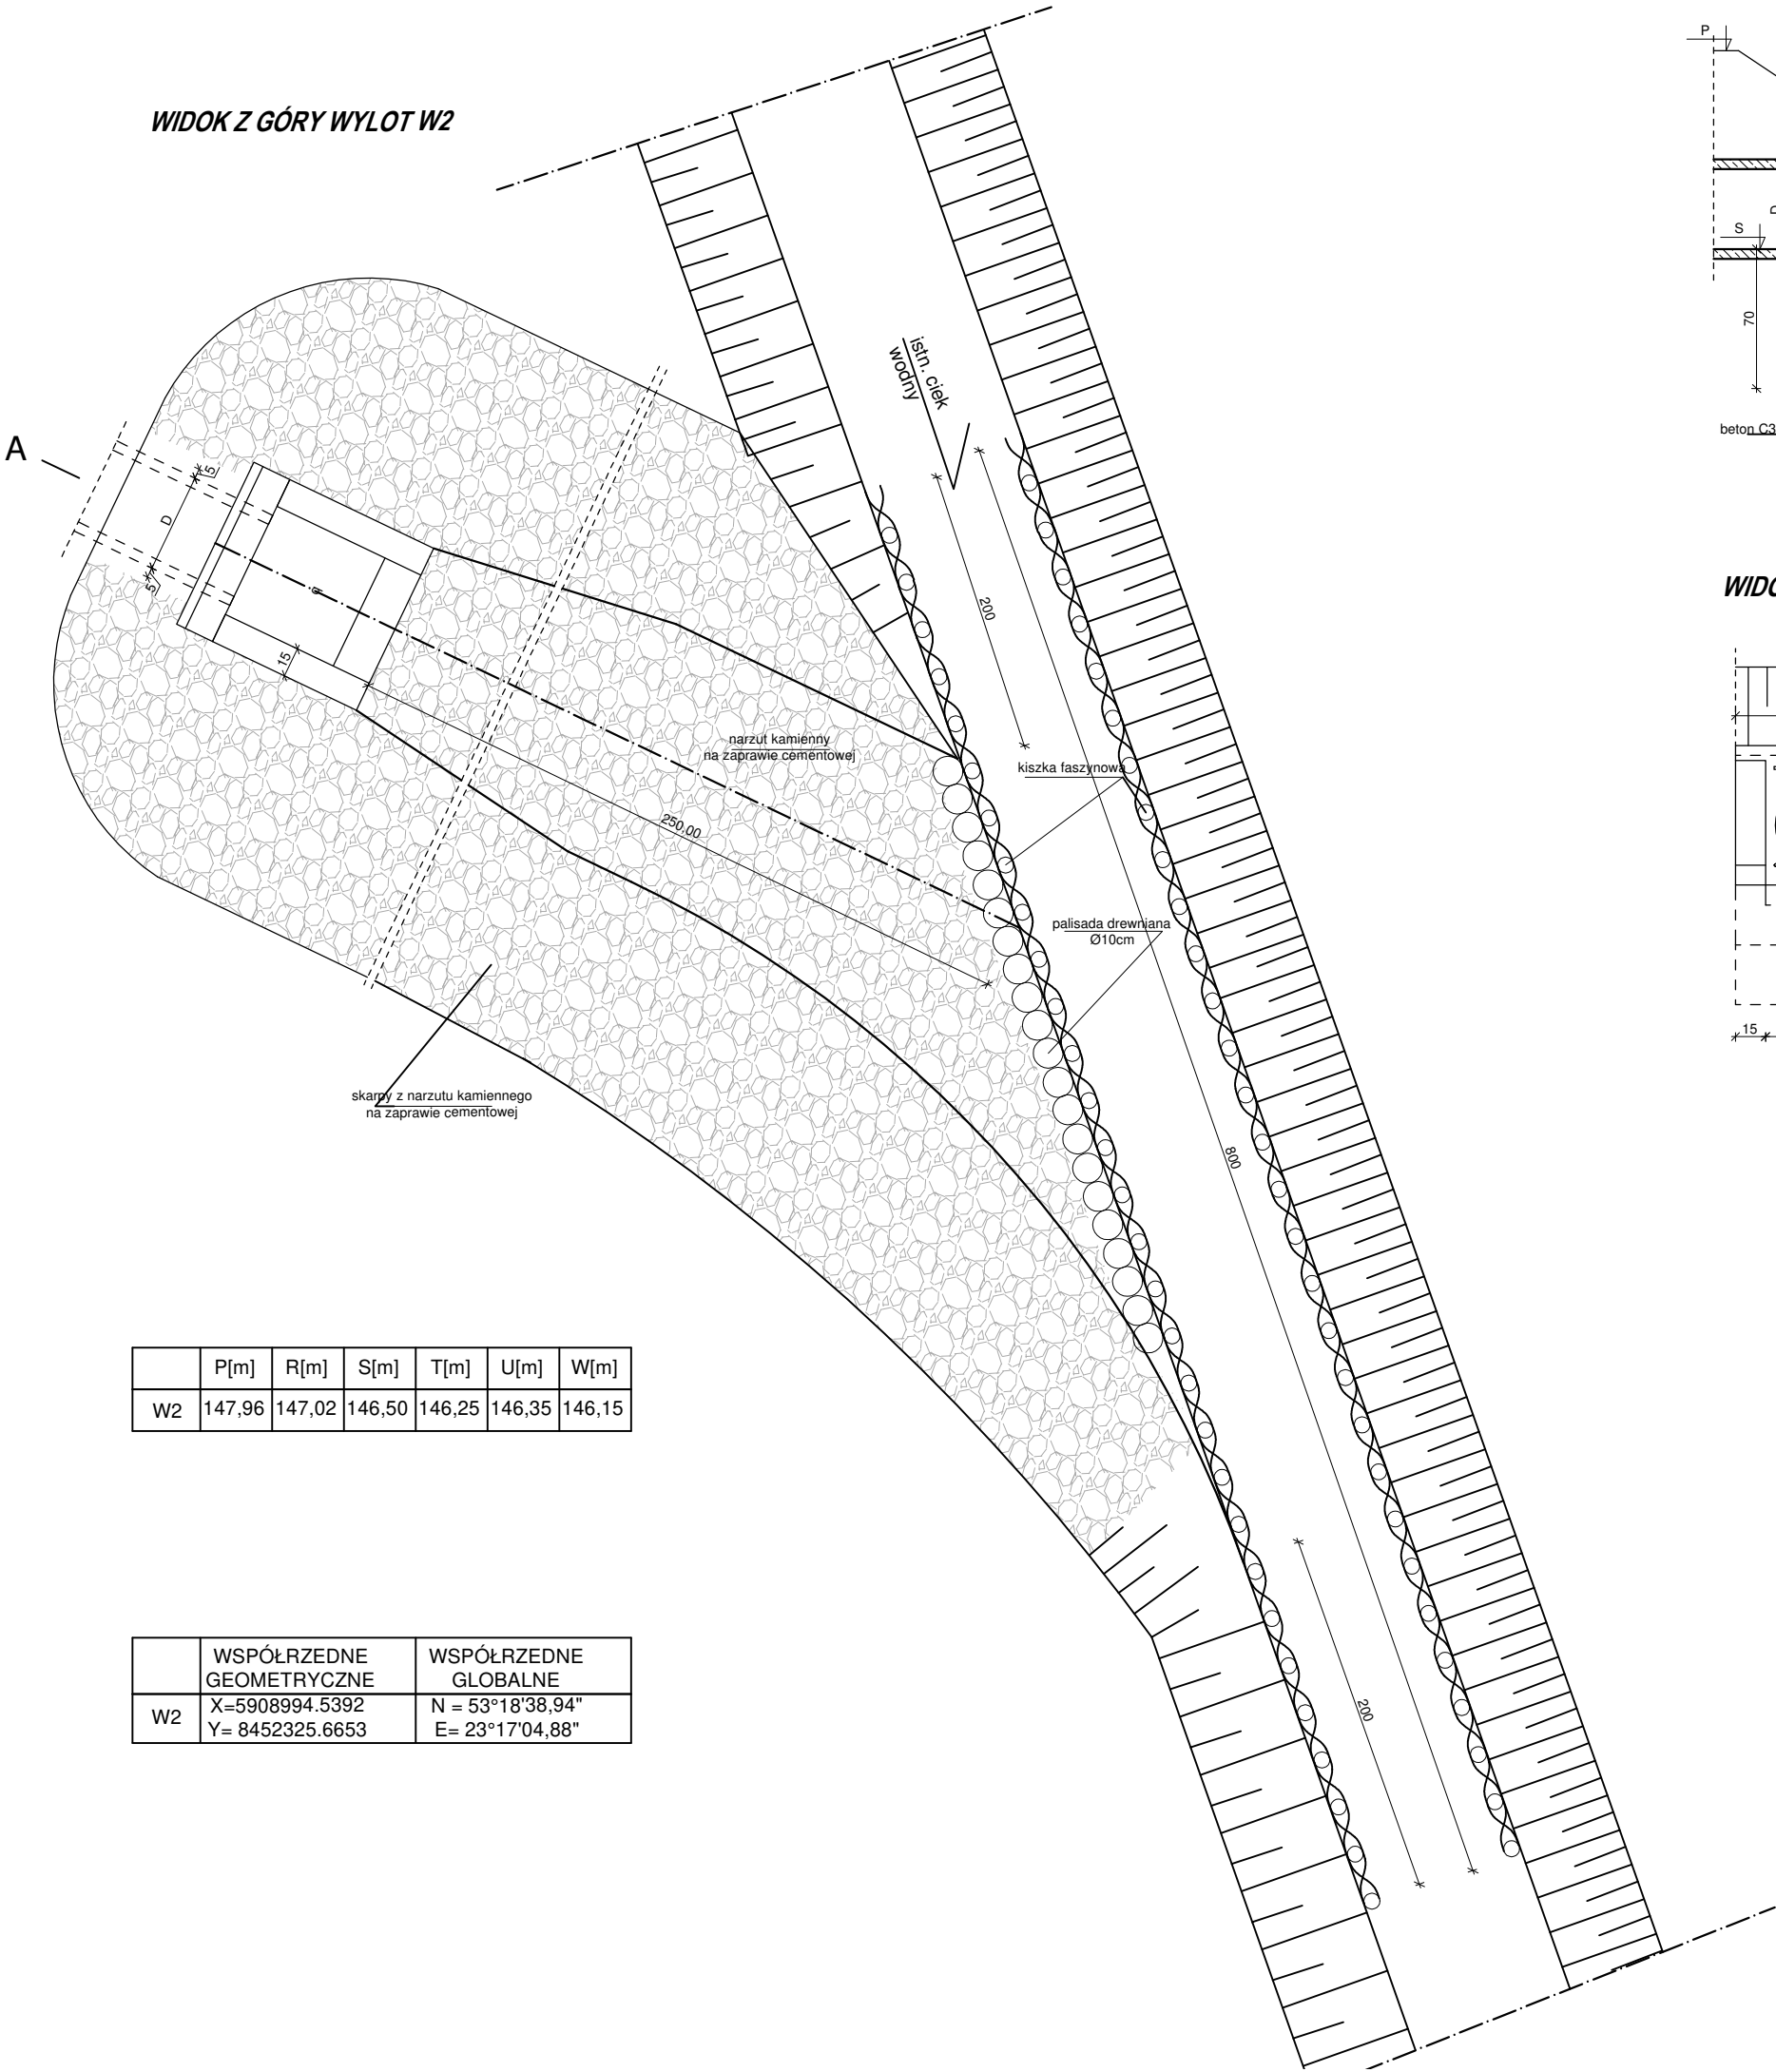 WIDOK Z GÓRY WYLOT W2
P
S
D
70
beton C3
A
5
D
5
15
istn. ciek
wodny
200
narzut kamienny
na zaprawie cementowej
kiszka faszynowa
250,00
palisada drewniana
Ø10cm
skarpy z narzutu kamiennego
na zaprawie cementowej
800
200
WIDO
15
P[m] R[m] S[m] T[m] U[m] W[m]
W2 147,96 147,02 146,50 146,25 146,35 146,15
WSPÓŁRZEDNE WSPÓŁRZEDNE
GEOMETRYCZNE GLOBALNE
W2 X=5908994.5392 N = 53°18'38,94"
Y= 8452325.6653 E= 23°17'04,88"